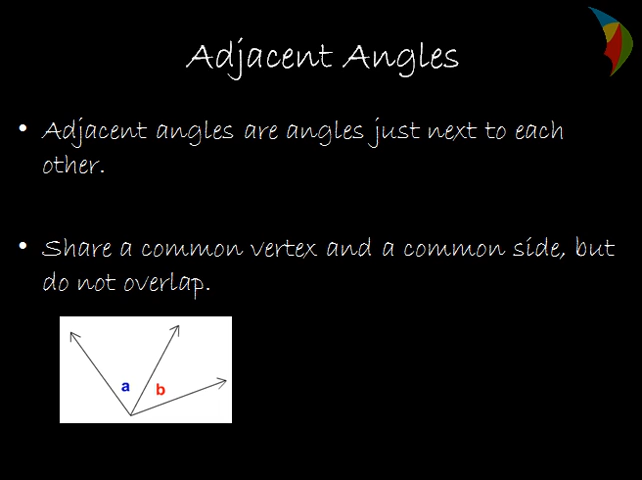 Adjacent Angles
• Adjacent angles are angles just next to each
other.
• Share a common vertex and a common side, but
do not overlap.
a b